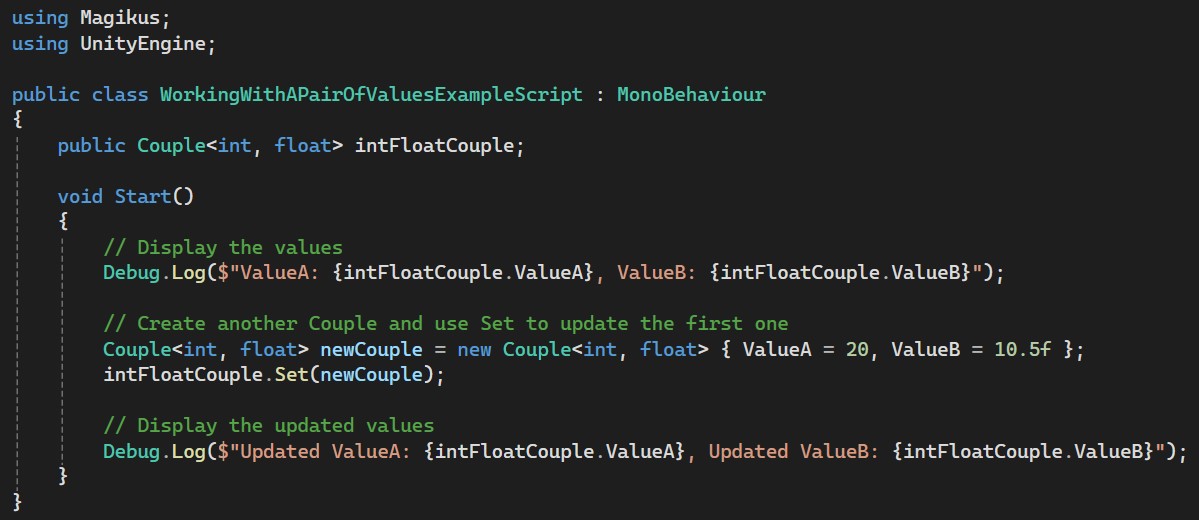 using Magikus;
using UnityEngine;
public class WorkingWithAPairOfValuesExampleScript : MonoBehaviour
{
public Couple<int, float> intFloatCouple;
void Start()
{
// Display the values
Debug.Log($"ValueA: {intFloatCouple.ValueA}, ValueB: {intFloatCouple.ValueB}");
// Create another Couple and use Set to update the first one
Couple<int, float> newCouple = new Couple<int, float> { ValueA = 20, ValueB = 10.5f };
intFloatCouple.Set(newCouple);
// Display the updated values
Debug.Log($"Updated ValueA: {intFloatCouple.ValueA}, Updated ValueB: {intFloatCouple.ValueB}");
}
}